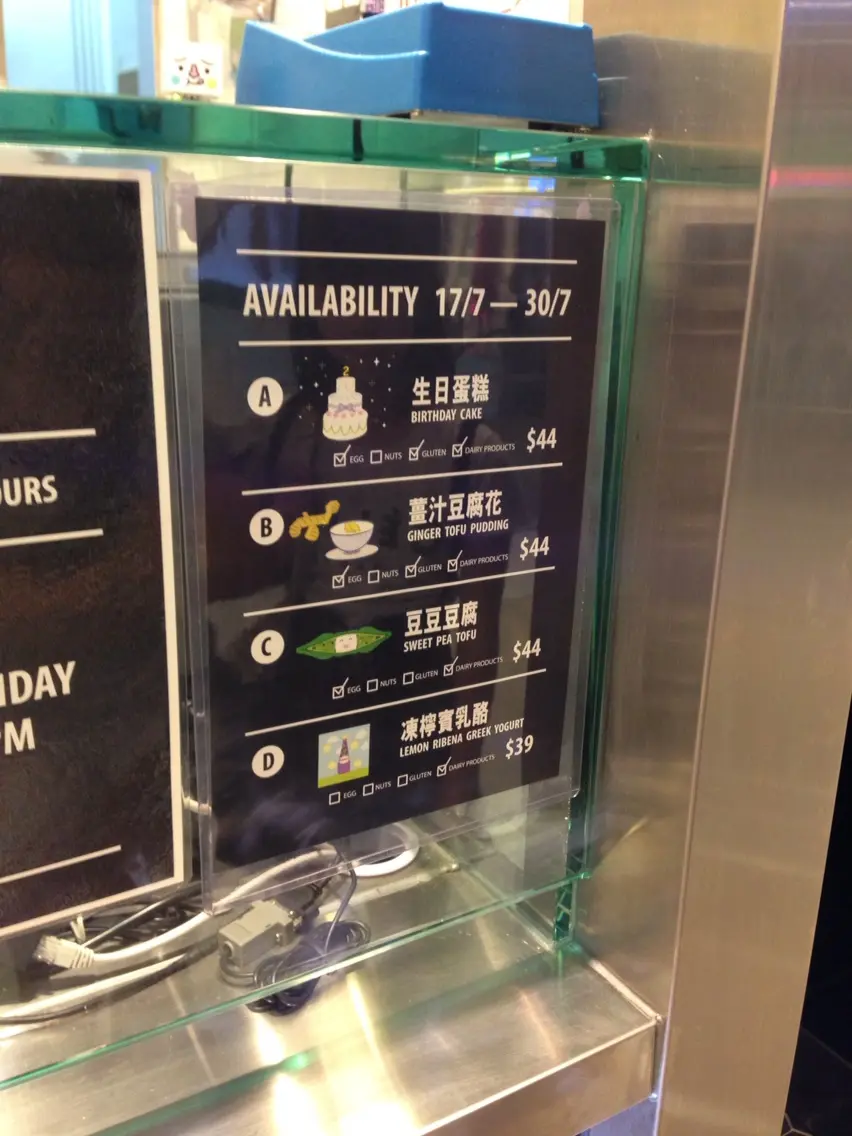 OURS
NDAY
PM
AVAILABILITY 17/7 — 30/7
A
2
生日蛋糕
BIRTHDAY CAKE
☑ EGG ☐ NUTS ☑ GLUTEN ☑ DAIRY PRODUCTS $44
B
薑汁豆腐花
GINGER TOFU PUDDING
☑ EGG ☐ NUTS ☑ GLUTEN ☑ DAIRY PRODUCTS $44
C
豆豆豆腐
SWEET PEA TOFU
☑ EGG ☐ NUTS ☐ GLUTEN ☑ DAIRY PRODUCTS $44
D
凍檸賓乳酪
LEMON RIBENA GREEK YOGURT
☐ EGG ☐ NUTS ☐ GLUTEN ☑ DAIRY PRODUCTS $39